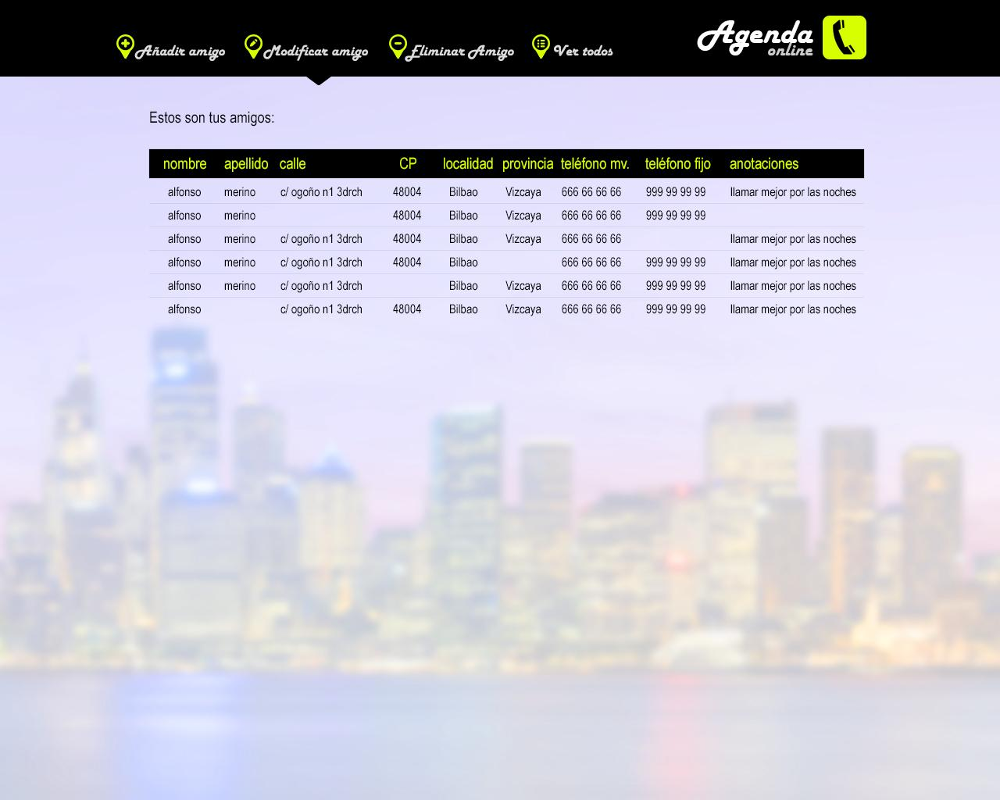 Añadir amigo Modificar amigo Eliminar Amigo Ver todos Agenda online
Estos son tus amigos:
nombre apellido calle CP localidad provincia teléfono mv. teléfono fijo anotaciones
alfonso merino c/ ogoño n1 3drch 48004 Bilbao Vizcaya 666 66 66 66 999 99 99 99 llamar mejor por las noches
alfonso merino 48004 Bilbao Vizcaya 666 66 66 66 999 99 99 99
alfonso merino c/ ogoño n1 3drch 48004 Bilbao Vizcaya 666 66 66 66 llamar mejor por las noches
alfonso merino c/ ogoño n1 3drch 48004 Bilbao 666 66 66 66 999 99 99 99 llamar mejor por las noches
alfonso merino c/ ogoño n1 3drch Bilbao Vizcaya 666 66 66 66 999 99 99 99 llamar mejor por las noches
alfonso c/ ogoño n1 3drch 48004 Bilbao Vizcaya 666 66 66 66 999 99 99 99 llamar mejor por las noches